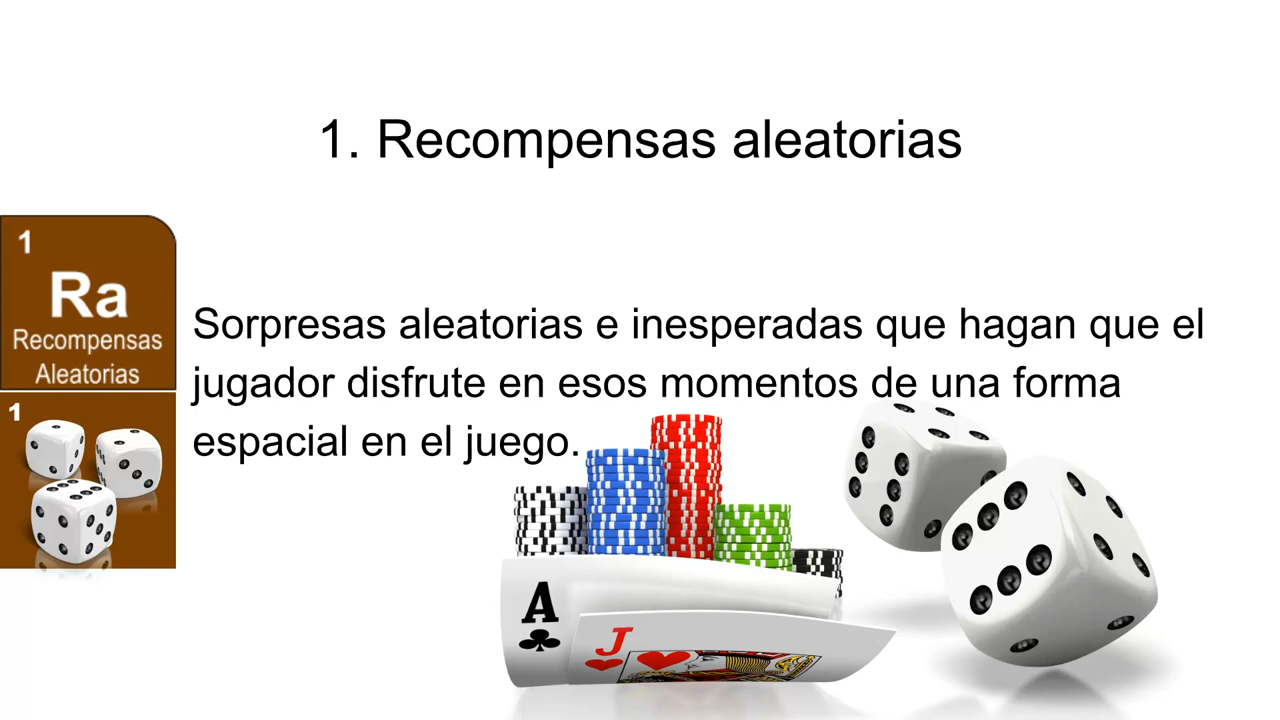 1. Recompensas aleatorias
1
Ra
Recompensas
Aleatorias
1
Sorpresas aleatorias e inesperadas que hagan que el
jugador disfrute en esos momentos de una forma
espacial en el juego.
A
J